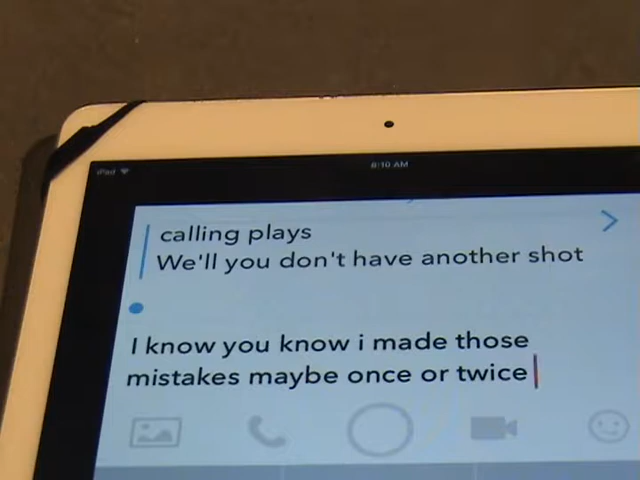 iPad
6:10 AM
calling plays
We'll you don't have another shot
I know you know i made those
mistakes maybe once or twice